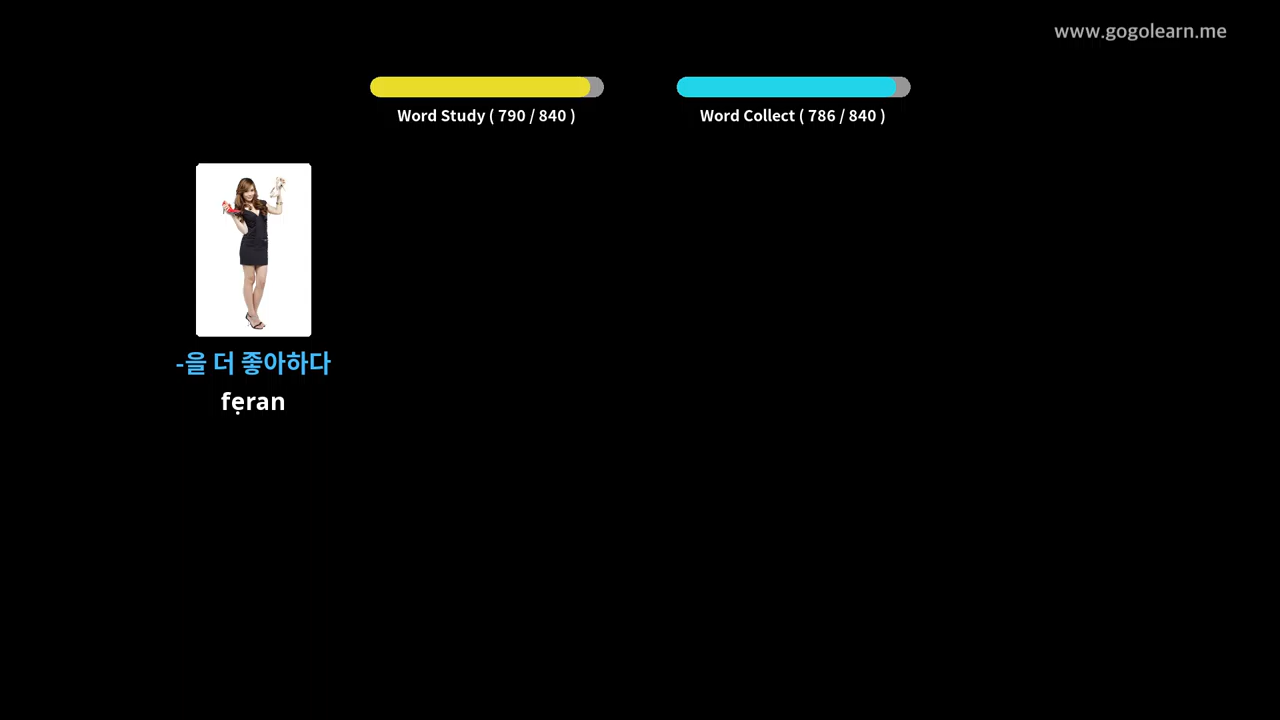 www.gogolearn.me
Word Study ( 790 / 840 )
Word Collect ( 786 / 840 )
-을 더 좋아하다
fẹran